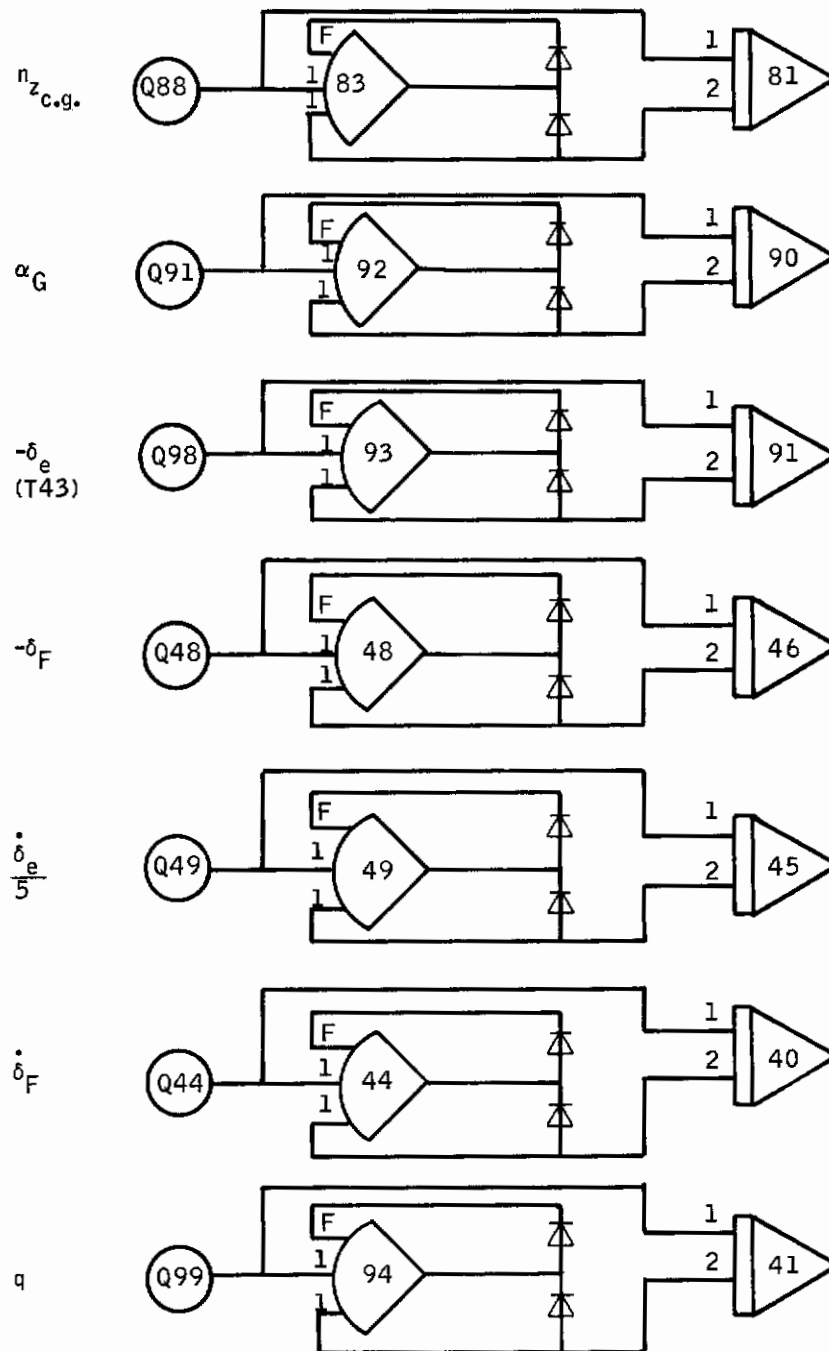 n_z_c.g. Q88 F 1 1 83 1 2 81
α_G Q91 F 1 1 92 1 2 90
-δ_e (T43) Q98 F 1 1 93 1 2 91
-δ_F Q48 F 1 1 48 1 2 46
δ̇_e/5 Q49 F 1 1 49 1 2 45
δ̇_F Q44 F 1 1 44 1 2 40
q Q99 F 1 1 94 1 2 41